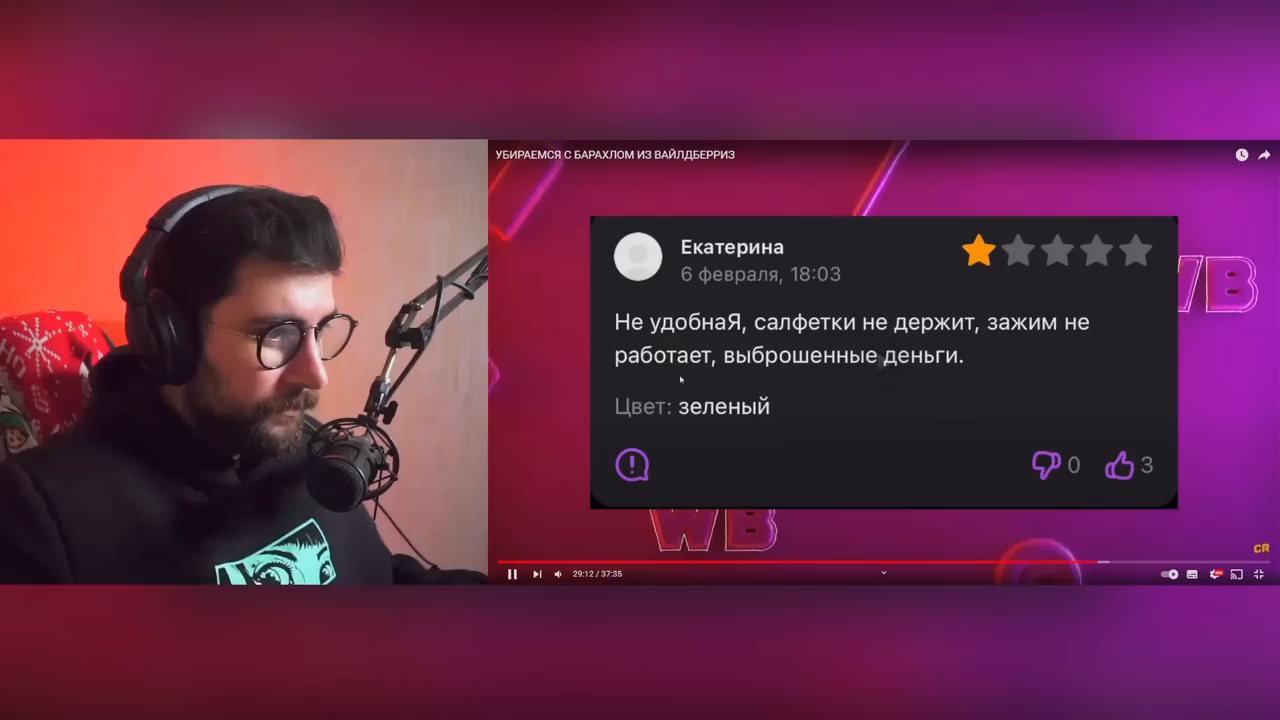 УБИРАЕМСЯ С БАРАХЛОМ ИЗ ВАЙЛДБЕРРИЗ
Екатерина
6 февраля, 18:03
Не удобнаЯ, салфетки не держит, зажим не
работает, выброшенные деньги.
Цвет: зеленый
0
3
WB
WB
CR
29:12 / 37:35
HO